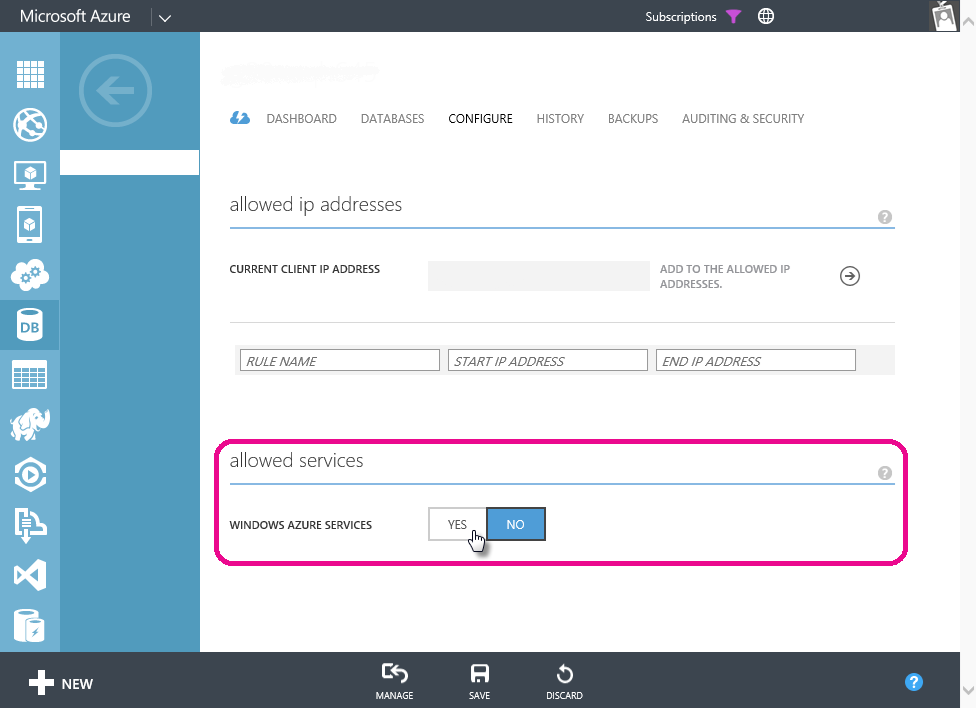 Microsoft Azure
Subscriptions
DASHBOARD DATABASES CONFIGURE HISTORY BACKUPS AUDITING & SECURITY
allowed ip addresses
?
CURRENT CLIENT IP ADDRESS
ADD TO THE ALLOWED IP
ADDRESSES.
DB
RULE NAME START IP ADDRESS END IP ADDRESS
allowed services
?
WINDOWS AZURE SERVICES YES NO
NEW
MANAGE SAVE DISCARD
?